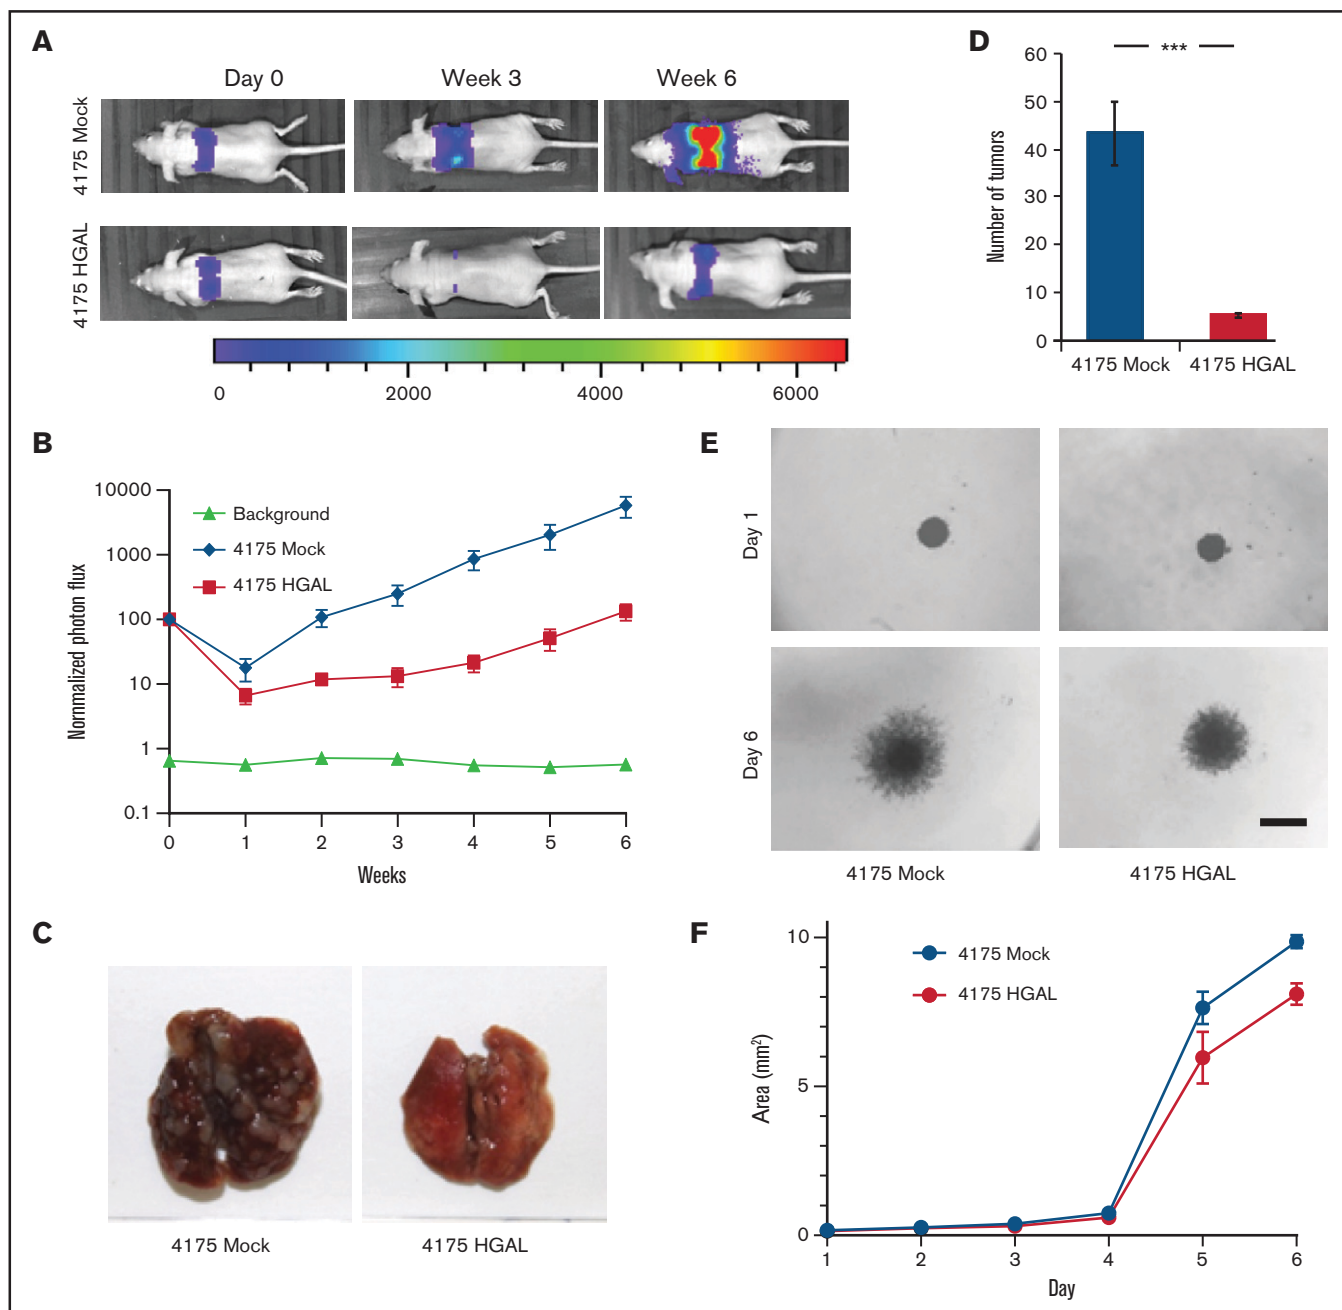 A
Day 0
Week 3
Week 6
4175 Mock
4175 HGAL
0
2000
4000
6000
B
10000
1000
100
10
1
0.1
Nornmalized photon flux
Background
4175 Mock
4175 HGAL
0
1
2
3
4
5
6
Weeks
C
4175 Mock
4175 HGAL
D
***
60
50
40
30
20
10
0
Number of tumors
4175 Mock
4175 HGAL
E
Day 1
Day 6
4175 Mock
4175 HGAL
F
10
5
0
Area (mm²)
4175 Mock
4175 HGAL
1
2
3
4
5
6
Day